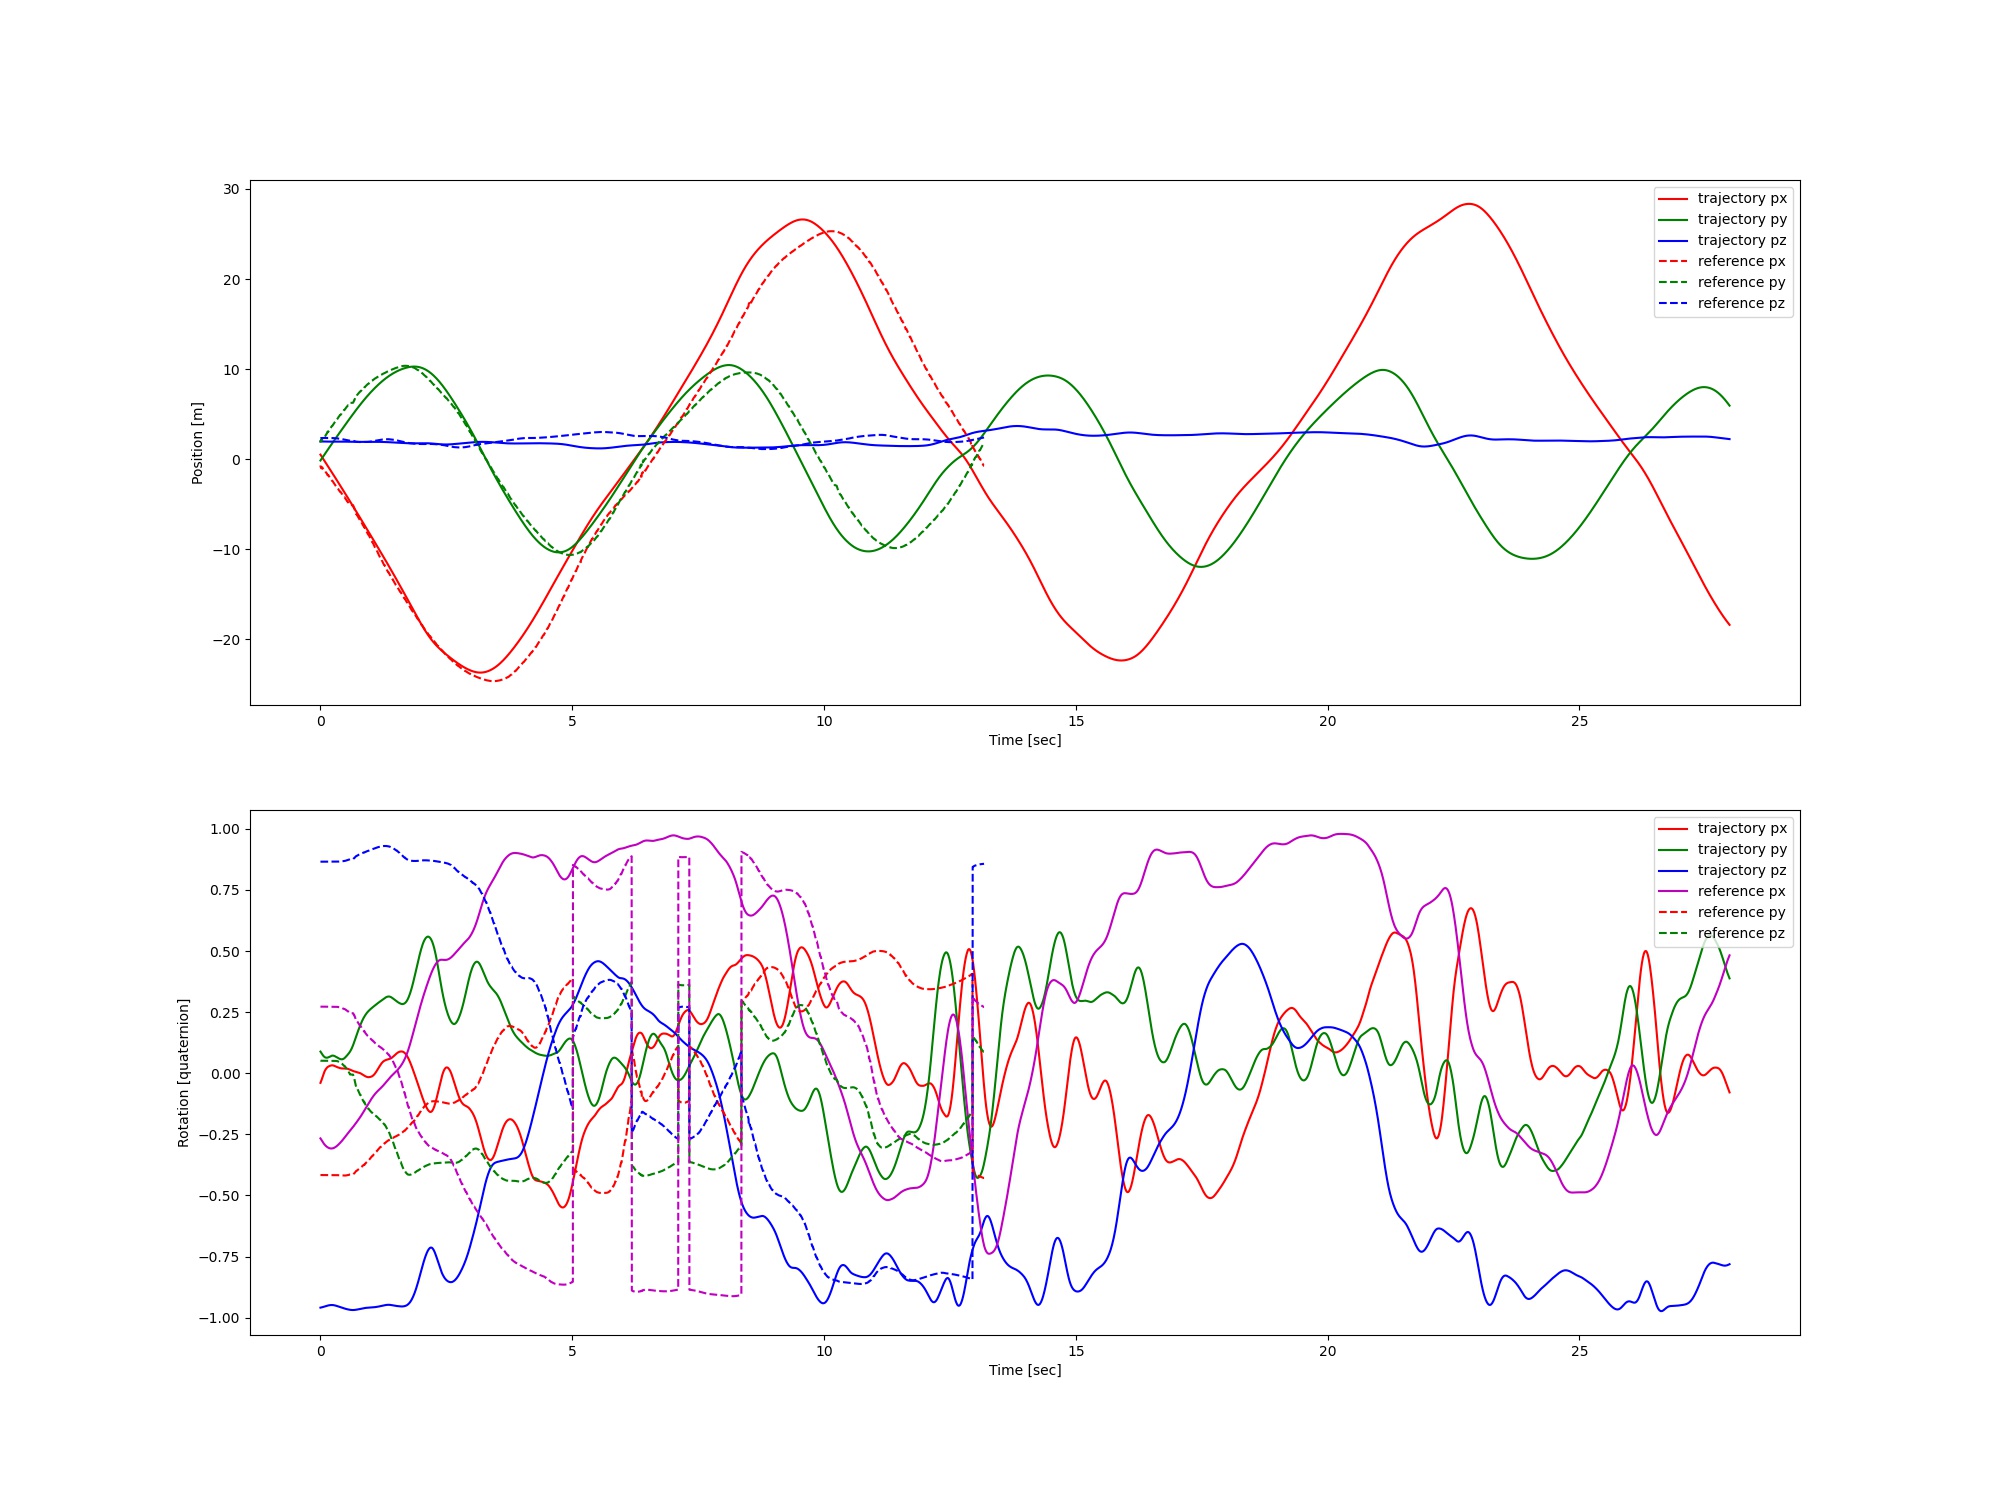 30
20
10
0
−10
−20
Position [m]
trajectory px
trajectory py
trajectory pz
reference px
reference py
reference pz
0 5 10 15 20 25
Time [sec]
1.00
0.75
0.50
0.25
0.00
−0.25
−0.50
−0.75
−1.00
Rotation [quaternion]
trajectory px
trajectory py
trajectory pz
reference px
reference py
reference pz
0 5 10 15 20 25
Time [sec]